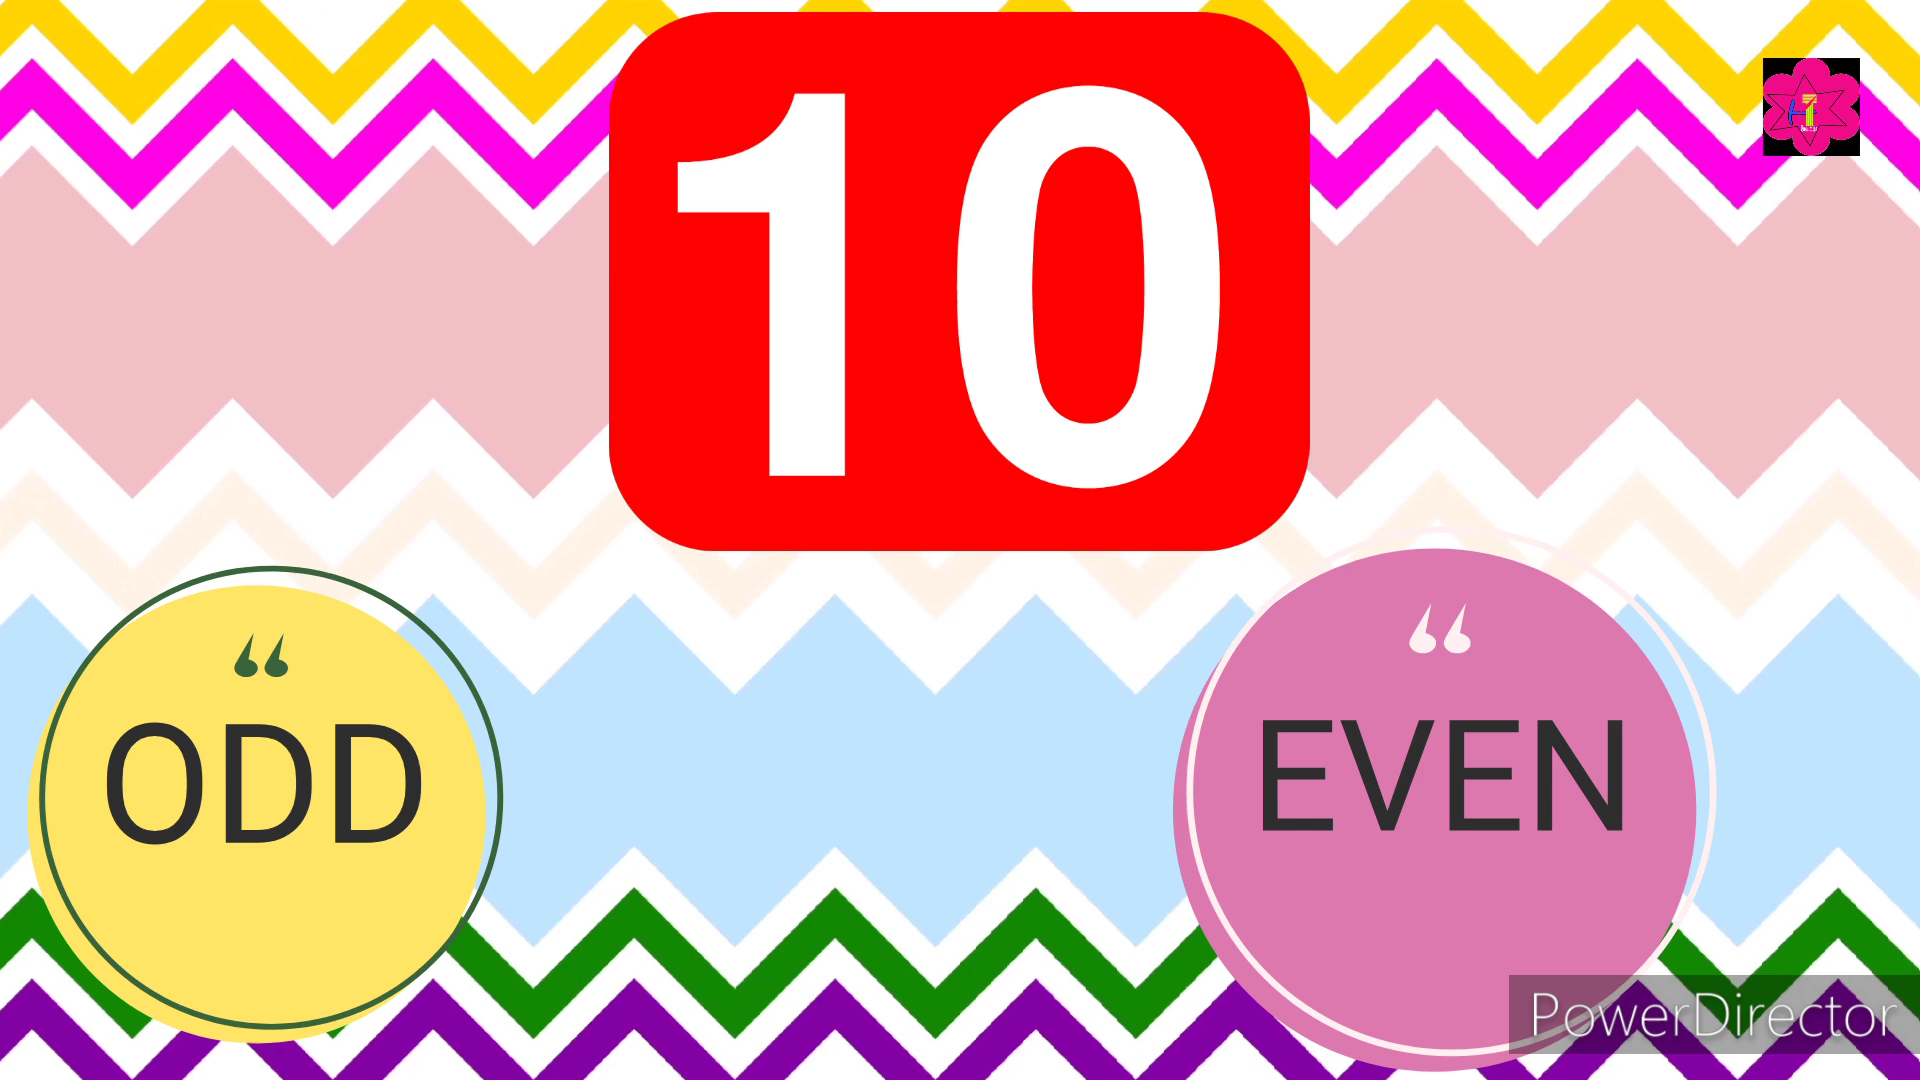 10
“
ODD
“
EVEN
PowerDirector